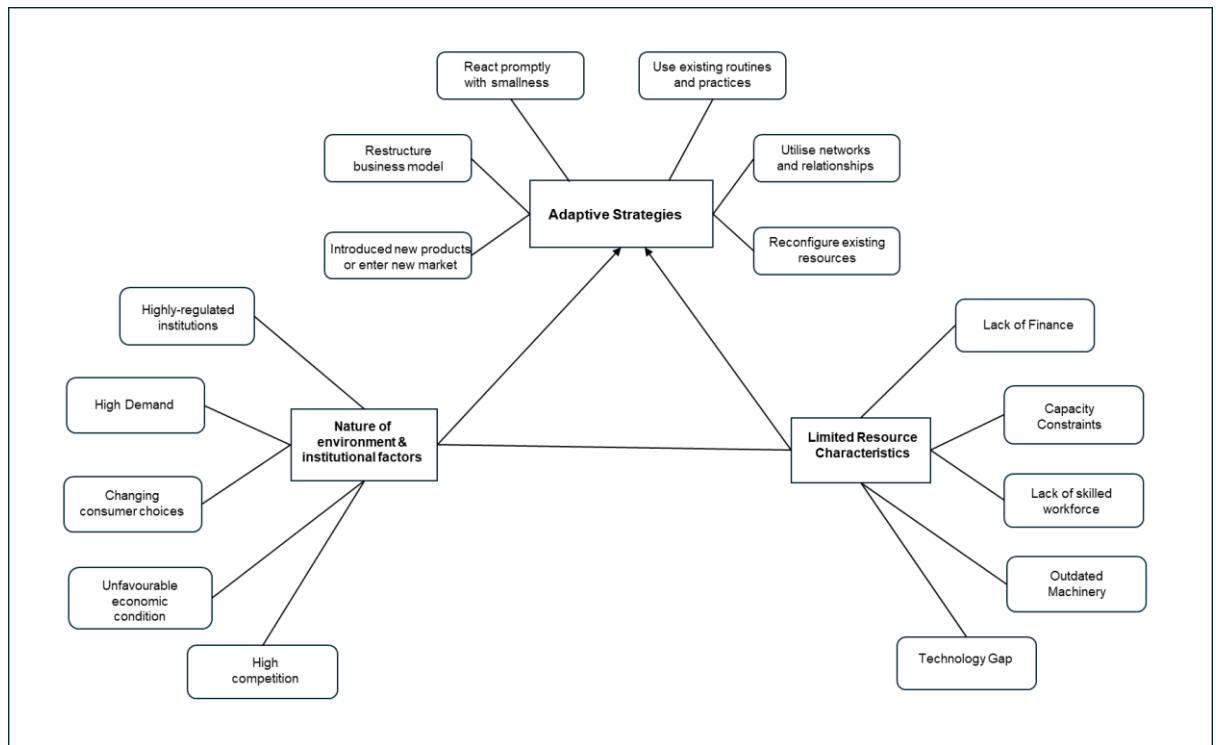 React promptly
with smallness
Use existing routines
and practices
Restructure
business model
Utilise networks
and relationships
Adaptive Strategies
Introduced new products
or enter new market
Reconfigure existing
resources
Highly-regulated
institutions
Lack of Finance
High Demand
Capacity
Constraints
Nature of
environment &
institutional factors
Limited Resource
Characteristics
Changing
consumer choices
Lack of skilled
workforce
Unfavourable
economic
condition
Outdated
Machinery
High
competition
Technology Gap